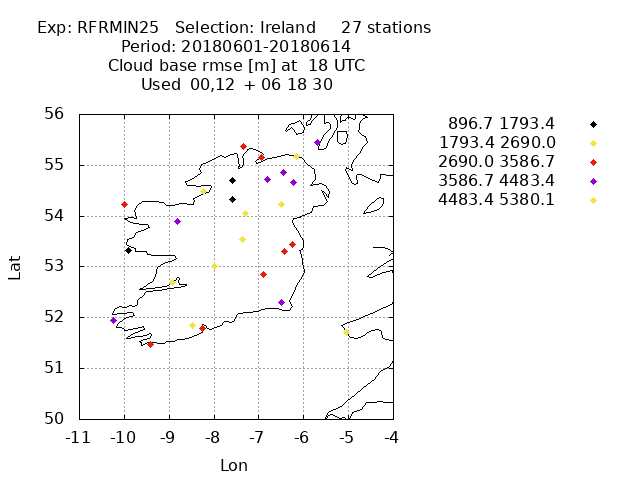 Exp: RFRMIN25 Selection: Ireland 27 stations
Period: 20180601-20180614
Cloud base rmse [m] at 18 UTC
Used 00,12 + 06 18 30
896.7 1793.4
1793.4 2690.0
2690.0 3586.7
3586.7 4483.4
4483.4 5380.1
56
55
54
53
52
51
50
Lat
-11 -10 -9 -8 -7 -6 -5 -4
Lon